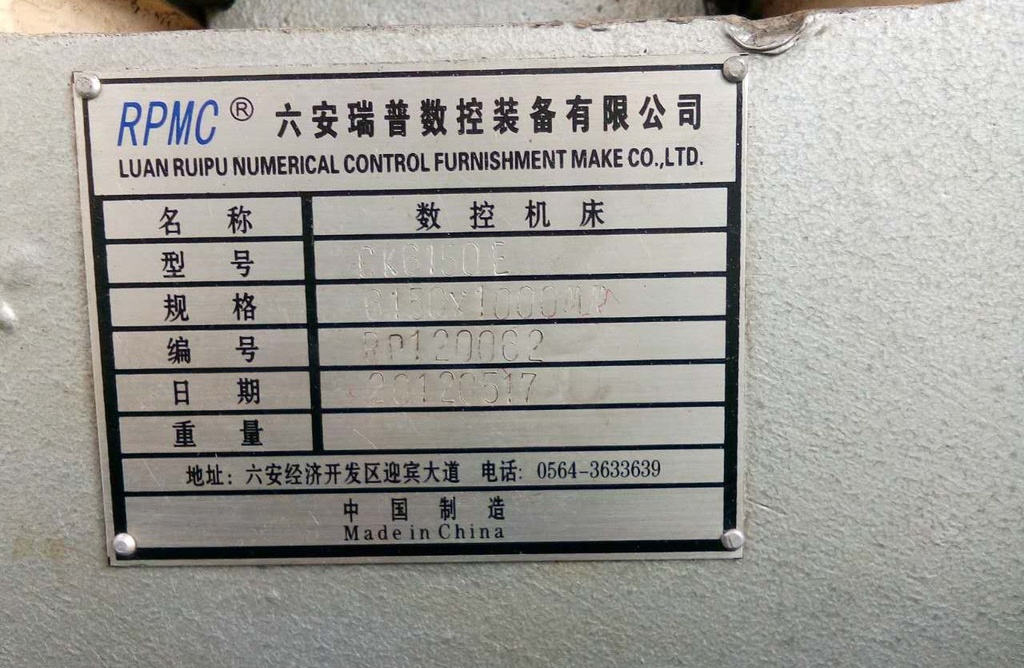 RPMC® 六安瑞普数控装备有限公司
LUAN RUIPU NUMERICAL CONTROL FURNISHMENT MAKE CO.,LTD.
名称 数控机床
型号 CK6150E
规格
编号
日期 20120517
重量
地址: 六安经济开发区迎宾大道 电话: 0564-3633639
中国制造
Made in China